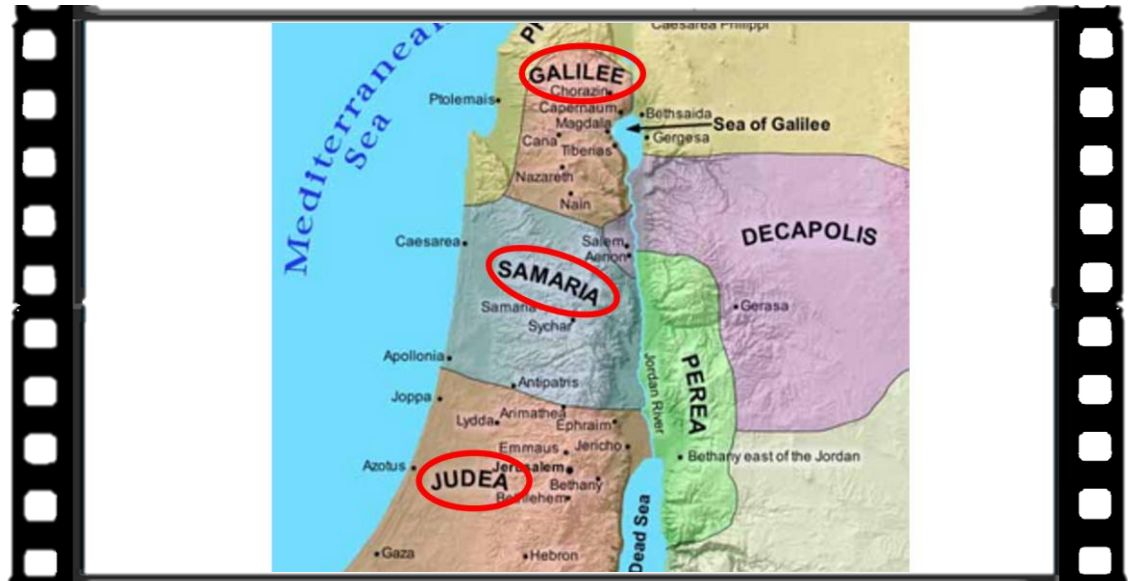 Caesarea Philippi
Mediterranean
Sea
GALILEE
Chorazin
Ptolemais
Capernaum
Bethsaida
Magdala
Sea of Galilee
Cana
Gergesa
Tiberias
Nazareth
Nain
DECAPOLIS
Caesarea
Salem
Aenon
SAMARIA
Samaria
Gerasa
Sychar
Apollonia
Jordan River
PEREA
Antipatris
Joppa
Arimathea
Lydda
Ephraim
Emmaus
Jericho
Bethany east of the Jordan
Azotus
Jerusalem
JUDEA
Bethany
Bethlehem
Dead Sea
Gaza
Hebron